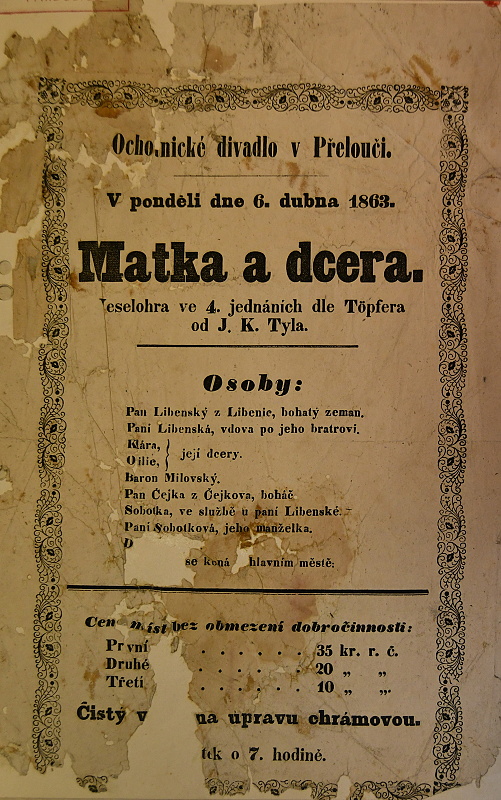 Ocho.nické divadlo v Přelouči.
V pondělí dne 6. dubna 1863.
Matka a dcera.
eselohra ve 4. jednáních dle Töpfera
od J. K. Tyla.
Osoby:
Pan Libenský z Libenic, bohatý zeman.
Paní Libenská, vdova po jeho bratrovi.
Klára,
Otilie, } její dcery.
Baron Milovský.
Pan Čejka z Čejkova, boháč
Sobotka, ve službě u paní Libenské.
Paní Sobotková, jeho manželka.
D
se koná hlavním městě.
Cen míst bez obmezení dobročinnosti:
První . . . . . . 35 kr. r. č.
Druhé . . . . . . 20 „ „
Třetí . . . . . . 10 „ „
Čistý v na úpravu chrámovou.
tek o 7. hodině.